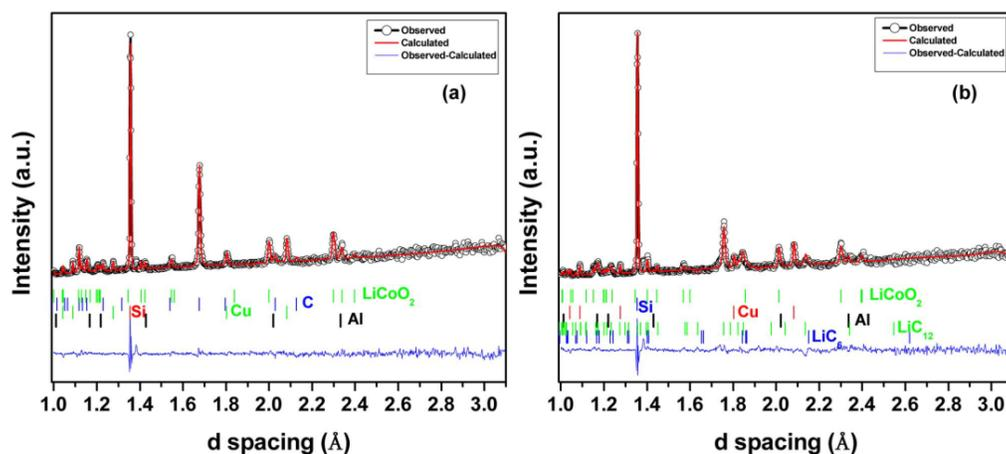 Observed
Calculated
Observed-Calculated
(a)
Intensity (a.u.)
LiCoO2
C
Si
Cu
Al
1.0 1.2 1.4 1.6 1.8 2.0 2.2 2.4 2.6 2.8 3.0
d spacing (Å)
Observed
Calculated
Observed-Calculated
(b)
Intensity (a.u.)
LiCoO2
Si
Cu
Al
LiC12
LiC6
1.0 1.2 1.4 1.6 1.8 2.0 2.2 2.4 2.6 2.8 3.0
d spacing (Å)